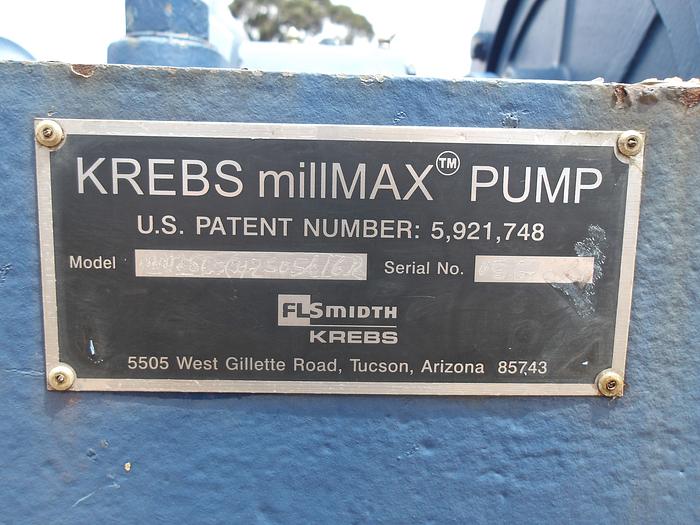 KREBS millMAX™ PUMP
U.S. PATENT NUMBER: 5,921,748
Model
Serial No.
FLSMIDTH
KREBS
5505 West Gillette Road, Tucson, Arizona 85743